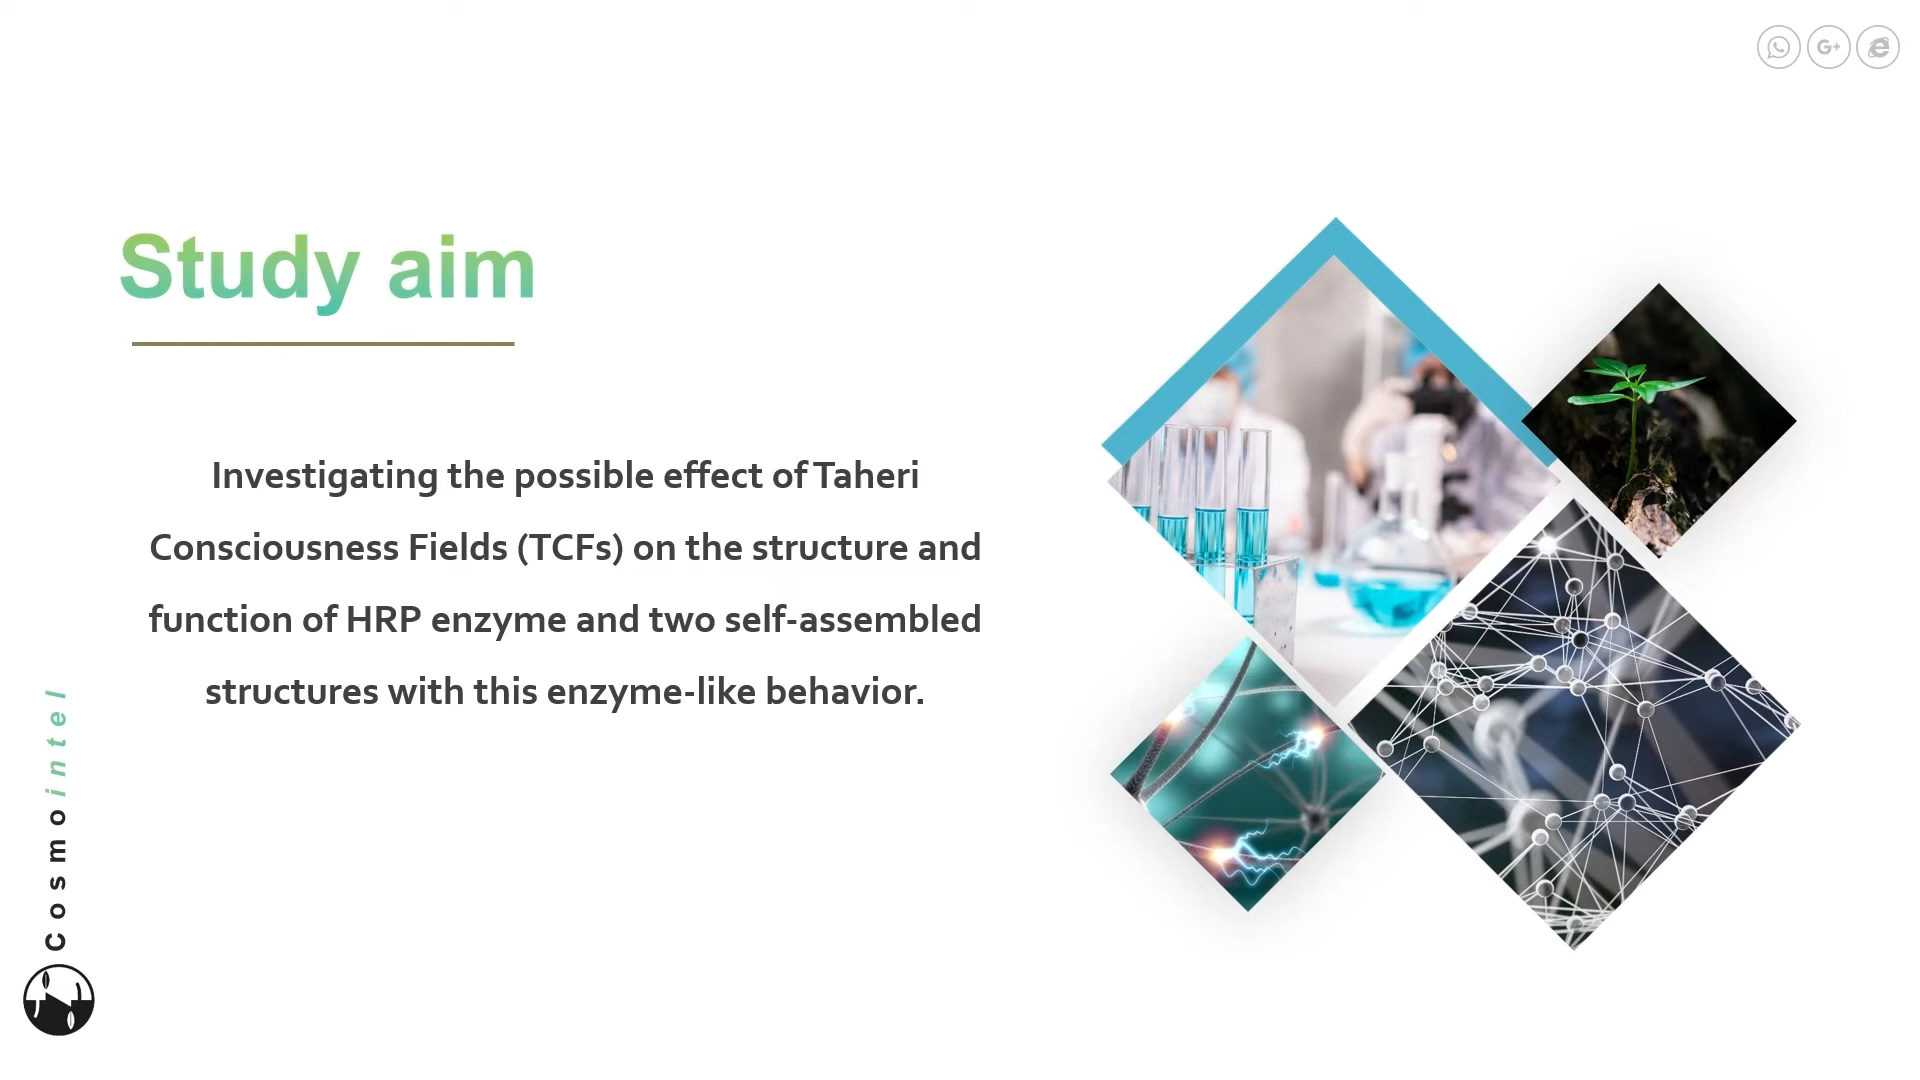 Study aim
Investigating the possible effect of Taheri
Consciousness Fields (TCFs) on the structure and
function of HRP enzyme and two self-assembled
structures with this enzyme-like behavior.
Cosmointel
G+